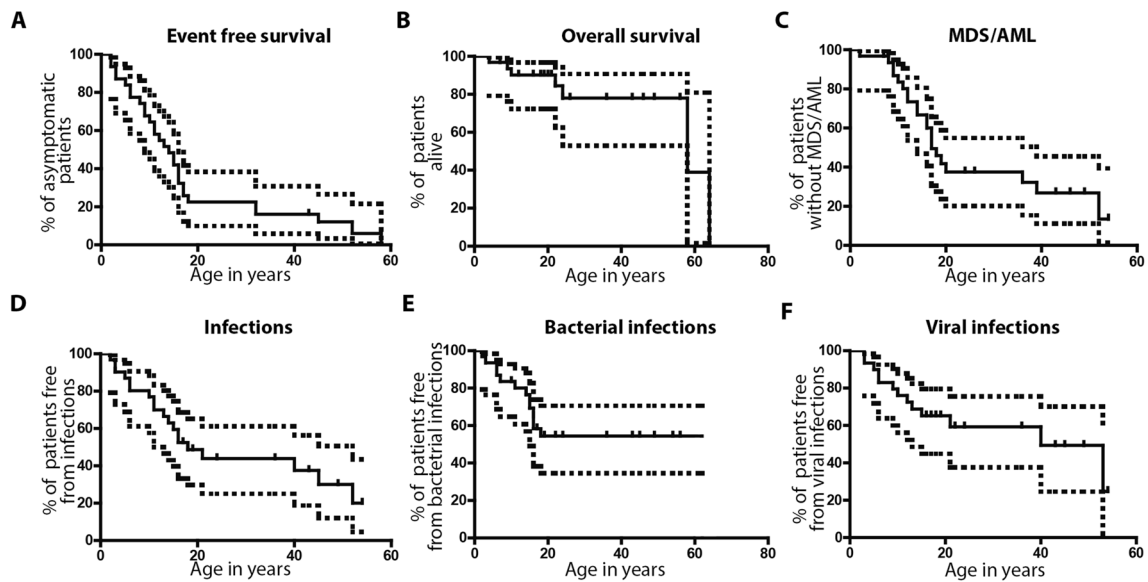 A
Event free survival
% of asymptomatic
patients
100
80
60
40
20
0
0 20 40 60
Age in years
B
Overall survival
% of patients
alive
100
80
60
40
20
0
0 20 40 60 80
Age in years
C
MDS/AML
% of patients
without MDS/AML
100
80
60
40
20
0
0 20 40 60
Age in years
D
Infections
% of patients free
from infections
100
80
60
40
20
0
0 20 40 60
Age in years
E
Bacterial infections
% of patients free
from bactetrial infections
100
80
60
40
20
0
0 20 40 60 80
Age in years
F
Viral infections
% of patients free
from viral infections
100
80
60
40
20
0
0 20 40 60
Age in years